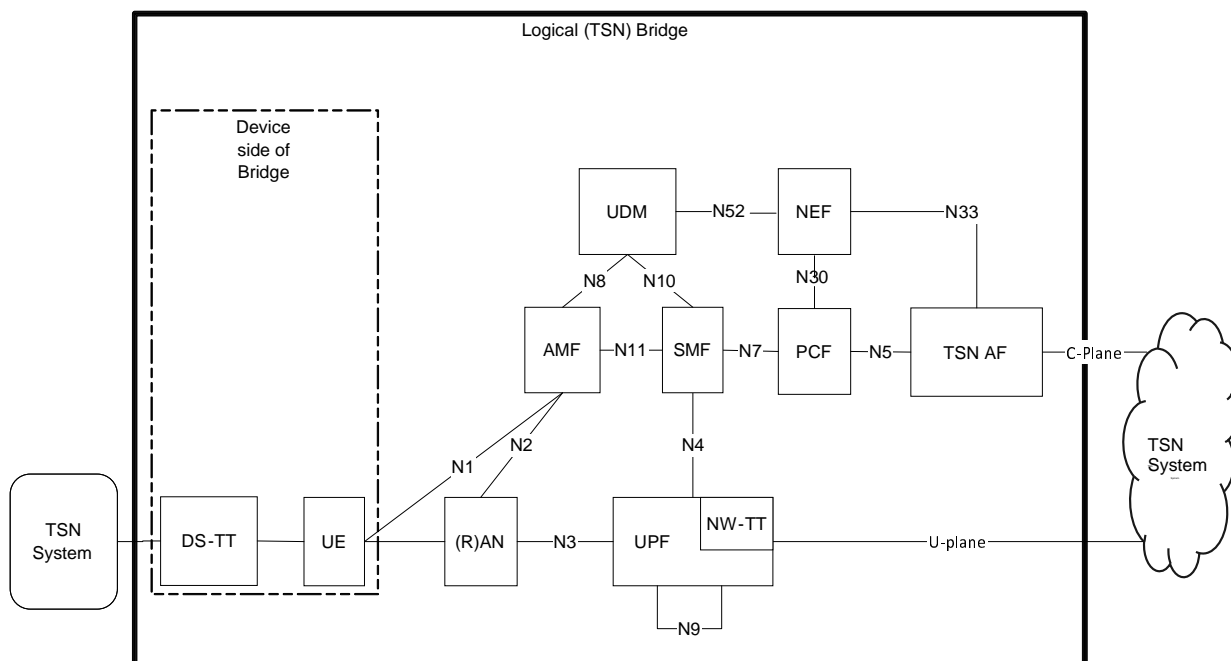 Logical (TSN) Bridge
Device
side of
Bridge
UDM
N52
NEF
N33
N8
N10
N30
AMF
N11
SMF
N7
PCF
N5
TSN AF
C-Plane
N1
N2
N4
TSN
System
TSN
System
DS-TT
UE
(R)AN
N3
UPF
NW-TT
U-plane
N9